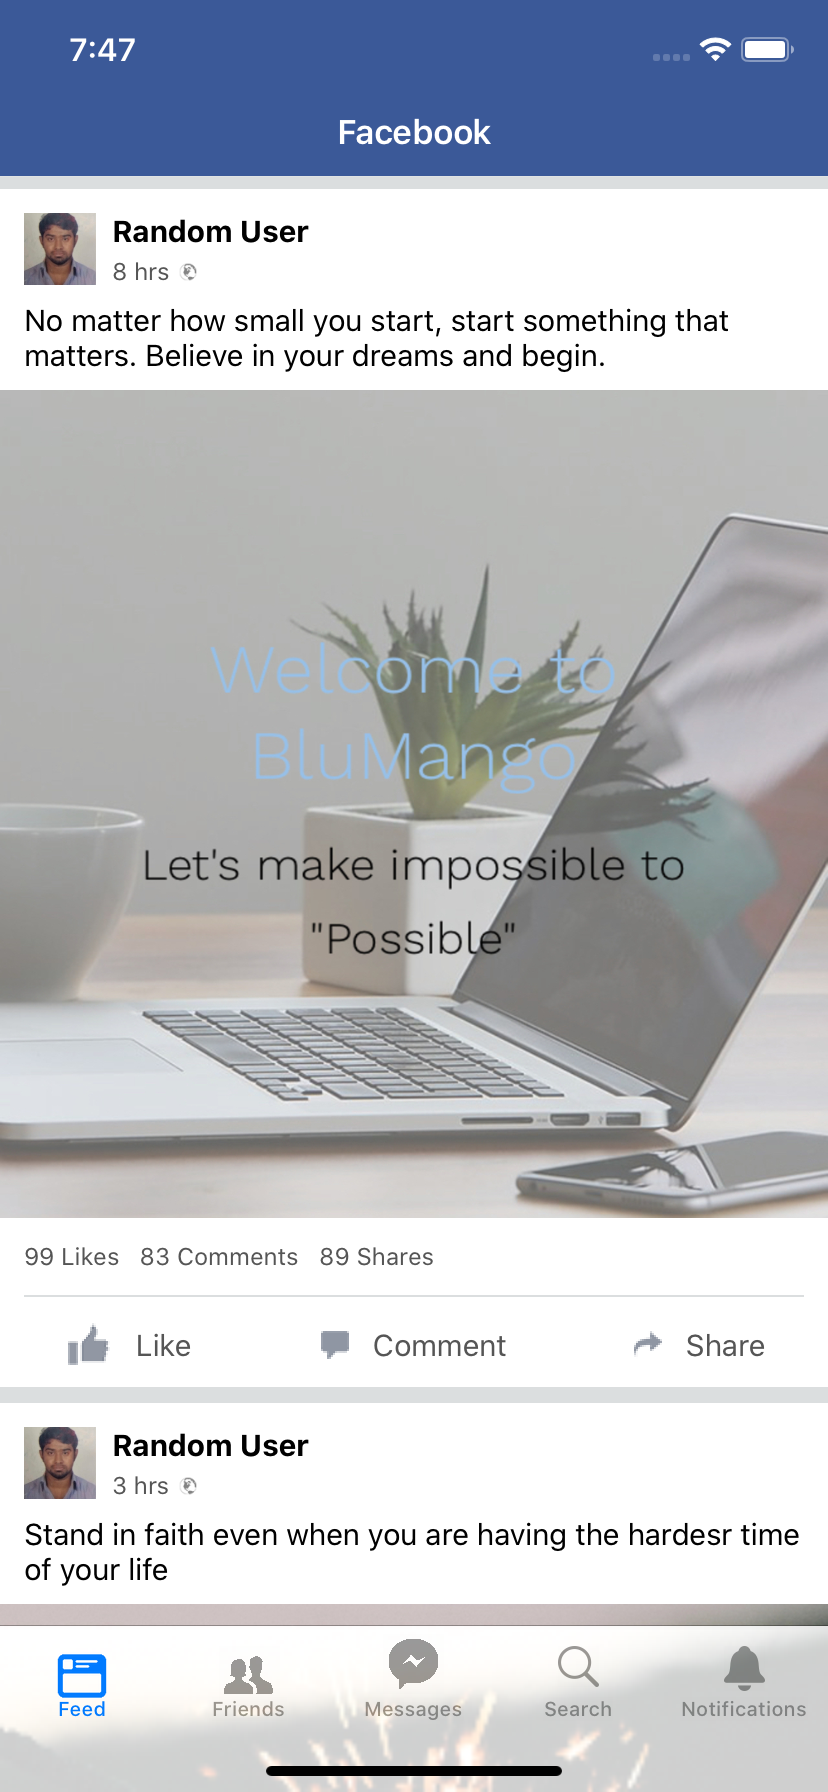 7:47
Facebook
Random User
8 hrs
No matter how small you start, start something that
matters. Believe in your dreams and begin.
Welcome to
BluMango
Let's make impossible to
"Possible"
99 Likes 83 Comments 89 Shares
Like Comment Share
Random User
3 hrs
Stand in faith even when you are having the hardesr time
of your life
Feed Friends Messages Search Notifications